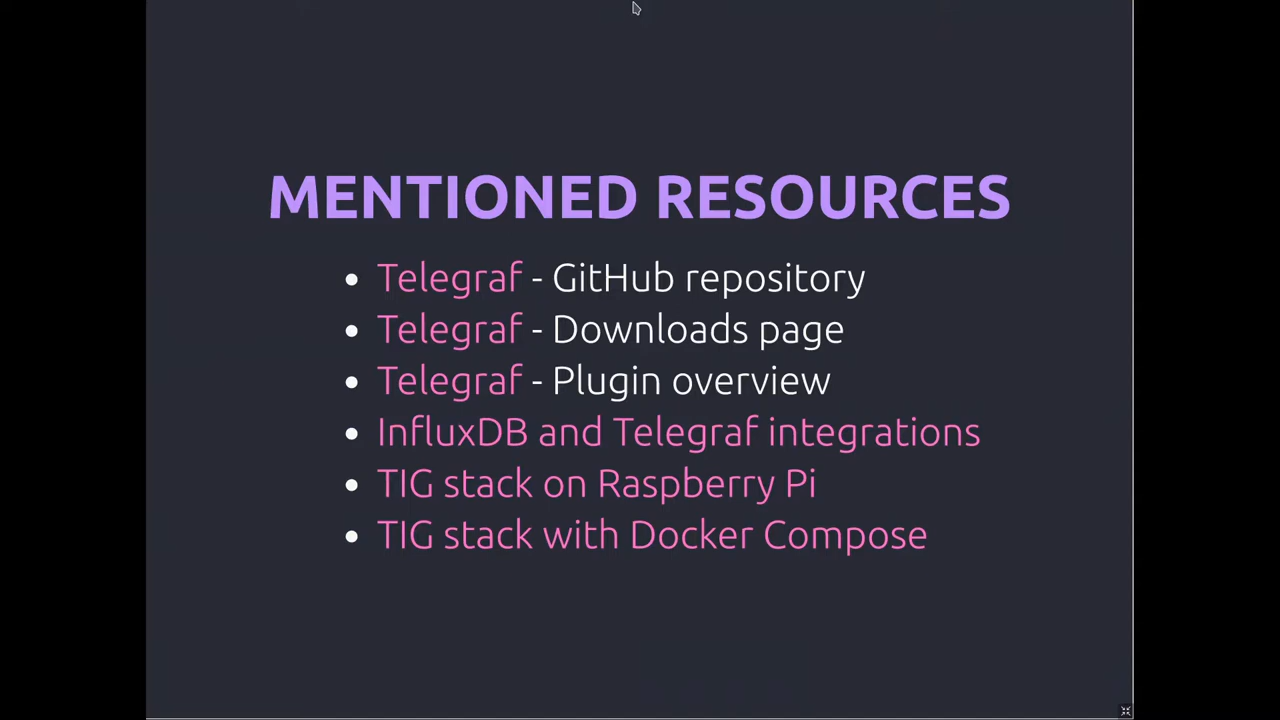 MENTIONED RESOURCES
• Telegraf - GitHub repository
• Telegraf - Downloads page
• Telegraf - Plugin overview
• InfluxDB and Telegraf integrations
• TIG stack on Raspberry Pi
• TIG stack with Docker Compose